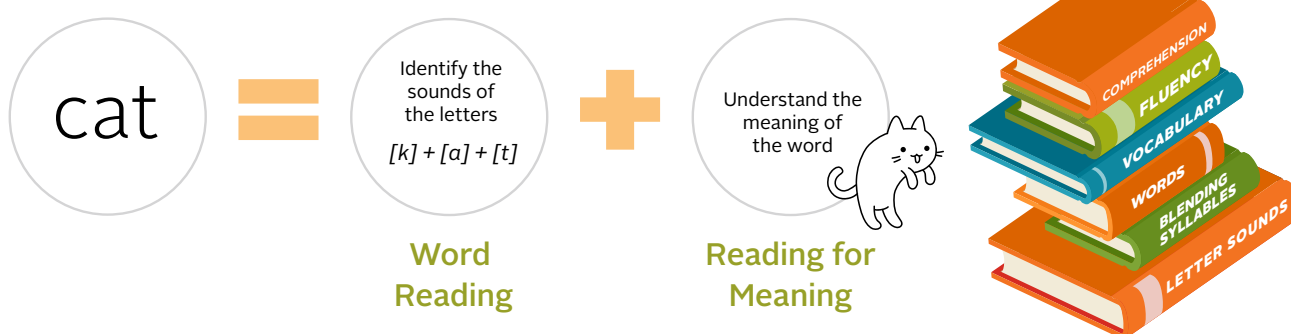 cat
Identify the
sounds of
the letters
[k] + [a] + [t]
Word
Reading
Understand the
meaning of
the word
Reading for
Meaning
COMPREHENSION
FLUENCY
VOCABULARY
WORDS
BLENDING
SYLLABLES
LETTER SOUNDS